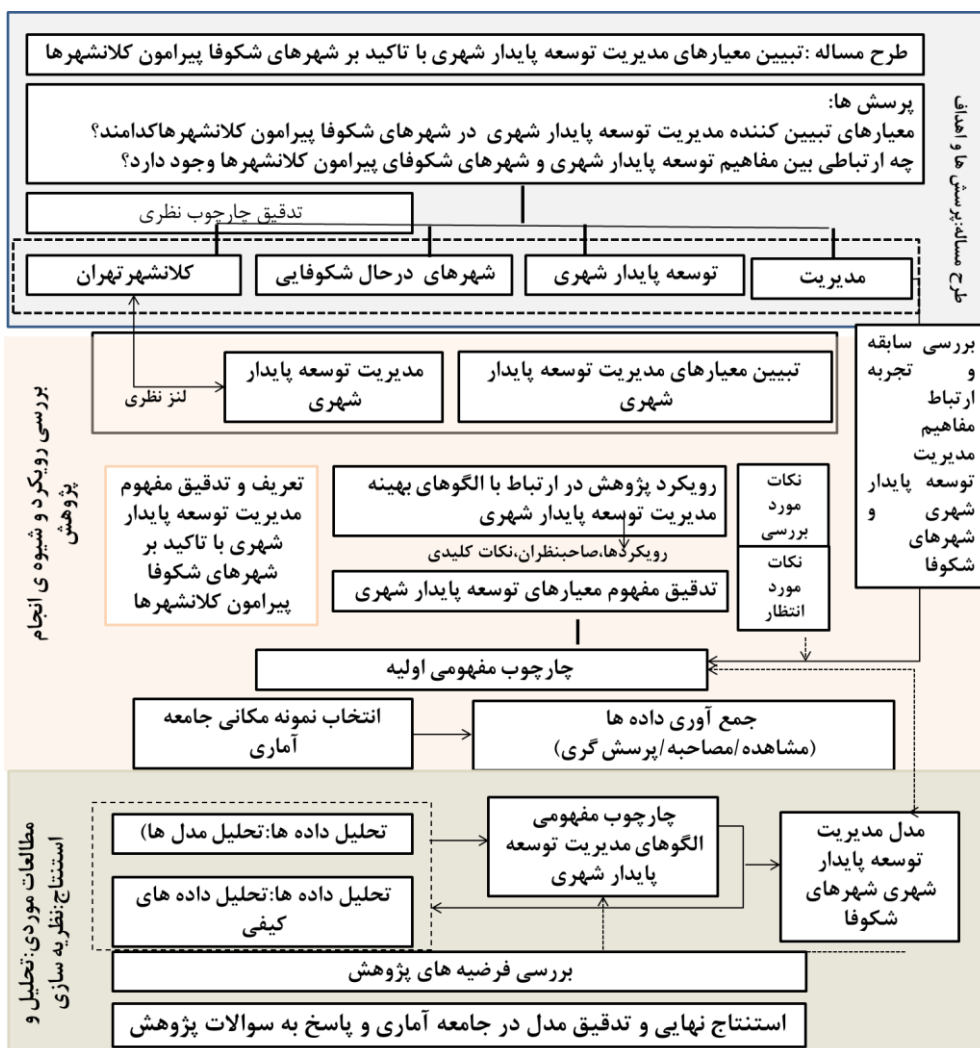 طرح مساله :تبیین معیارهای مدیریت توسعه پایدار شهری با تاکید بر شهرهای شکوفا پیرامون کلانشهرها
پرسش ها:
معیارهای تبیین کننده مدیریت توسعه پایدار شهری در شهرهای شکوفا پیرامون کلانشهرهاکدامند؟
چه ارتباطی بین مفاهیم توسعه پایدار شهری و شهرهای شکوفای پیرامون کلانشهرها وجود دارد؟
طرح مساله:پرسش ها و اهداف
تدقیق چارچوب نظری
مدیریت
توسعه پایدار شهری
شهرهای درحال شکوفایی
کلانشهرتهران
بررسی سابقه
و
تجربه
ارتباط
مفاهیم
مدیریت
توسعه پایدار
شهری و
شهرهای
شکوفا
تبیین معیارهای مدیریت توسعه پایدار
شهری
مدیریت توسعه پایدار
شهری
لنز نظری
بررسی رویکرد و شیوه ی انجام
پژوهش
نکات
مورد
بررسی
نکات
مورد
انتظار
رویکرد پژوهش در ارتباط با الگوهای بهینه
مدیریت توسعه پایدار شهری
رویکردها،صاحبنظران،نکات کلیدی
تدقیق مفهوم معیارهای توسعه پایدار شهری
تعریف و تدقیق مفهوم
مدیریت توسعه پایدار
شهری با تاکید بر
شهرهای شکوفا
پیرامون کلانشهرها
چارچوب مفهومی اولیه
انتخاب نمونه مکانی جامعه
آماری
جمع آوری داده ها
(مشاهده/مصاحبه/پرسش گری)
مطالعات موردی:تحلیل و
استنتاج:نظریه سازی
تحلیل داده ها:تحلیل مدل ها)
تحلیل داده ها:تحلیل داده های
کیفی
چارچوب مفهومی
الگوهای مدیریت توسعه
پایدار شهری
مدل مدیریت
توسعه پایدار
شهری شهرهای
شکوفا
بررسی فرضیه های پژوهش
استنتاج نهایی و تدقیق مدل در جامعه آماری و پاسخ به سوالات پژوهش